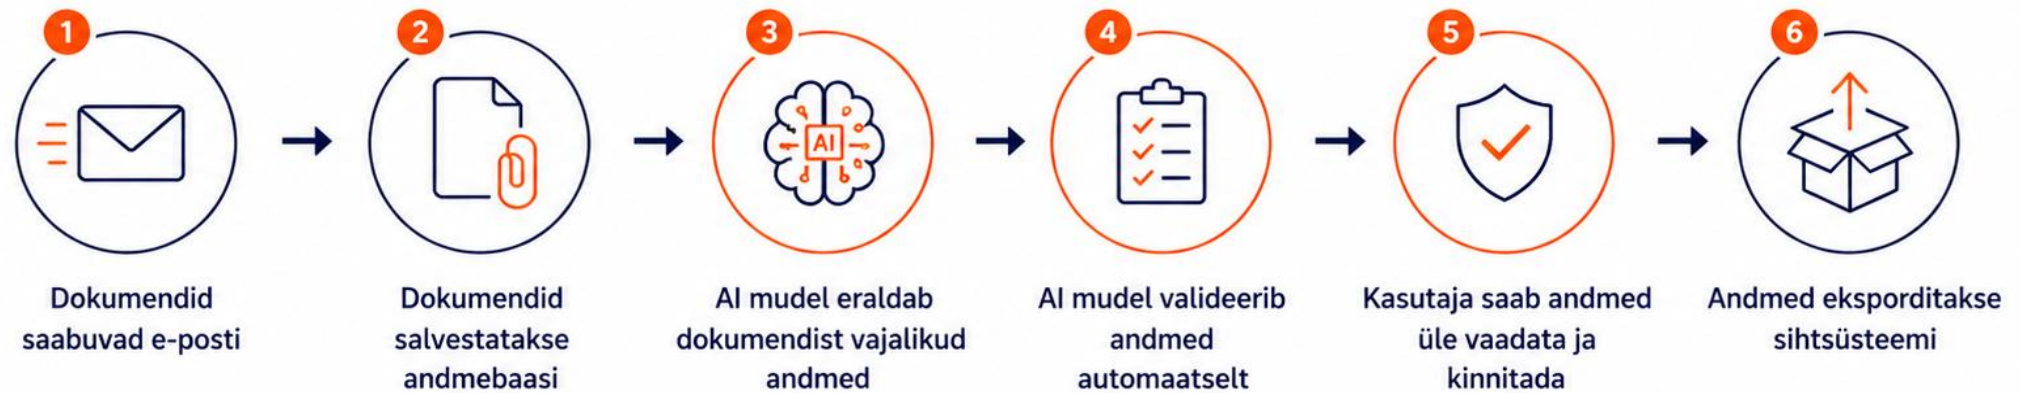 1
2
3
4
5
6
AI
Dokumendid
saabuvad e-posti
Dokumendid
salvestatakse
andmebaasi
AI mudel eraldab
dokumendist vajalikud
andmed
AI mudel valideerib
andmed
automaatselt
Kasutaja saab andmed
üle vaadata ja
kinnitada
Andmed eksporditakse
sihtsüsteemi